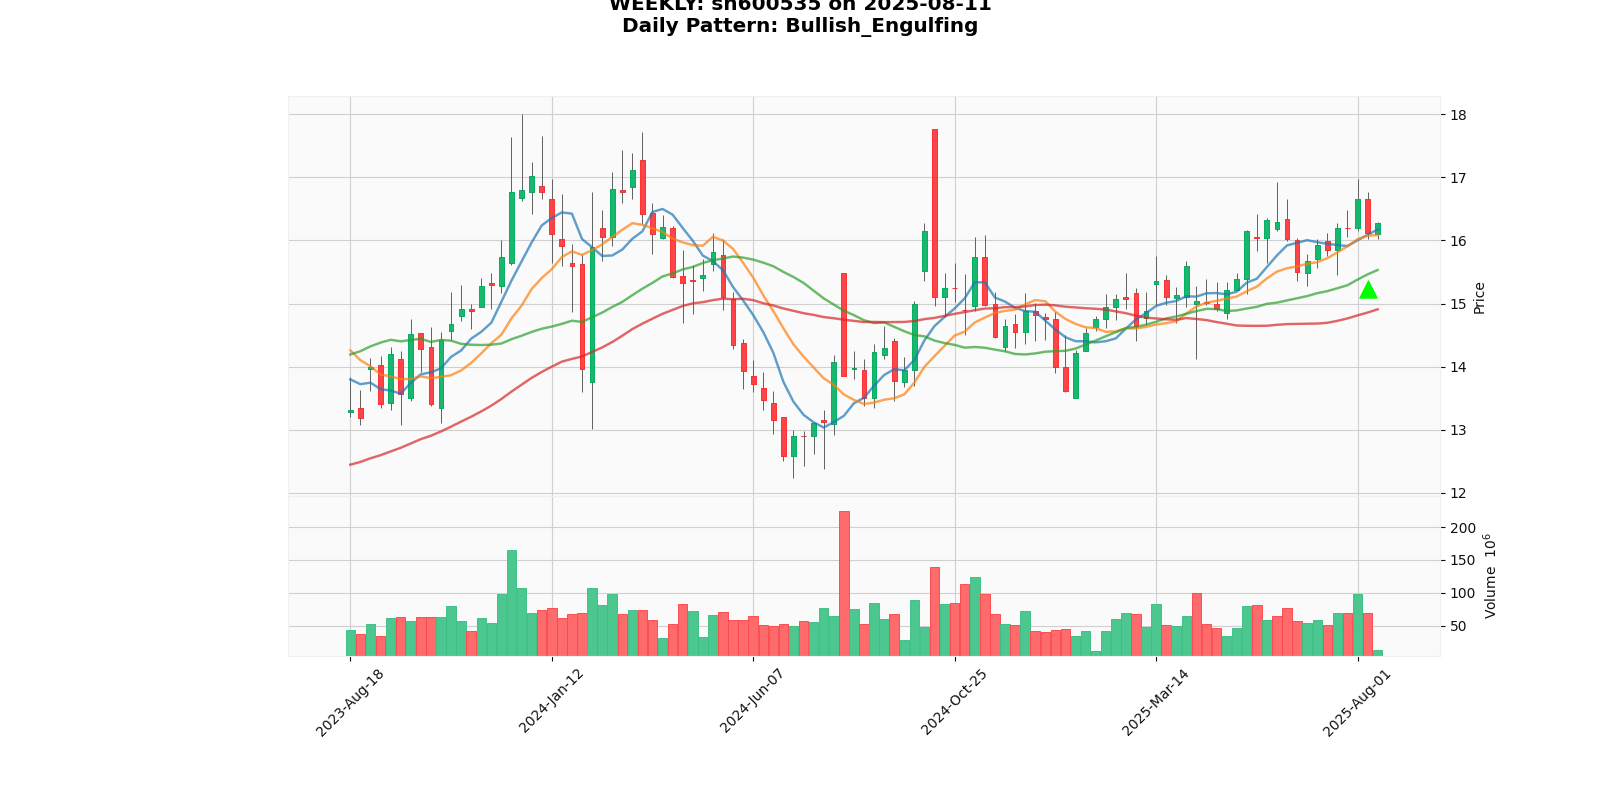 WEEKLY: sh600535 on 2025-08-11
Daily Pattern: Bullish_Engulfing
18
17
16
15
14
13
12
Price
200
150
100
50
Volume 10^6
2023-Aug-18
2024-Jan-12
2024-Jun-07
2024-Oct-25
2025-Mar-14
2025-Aug-01